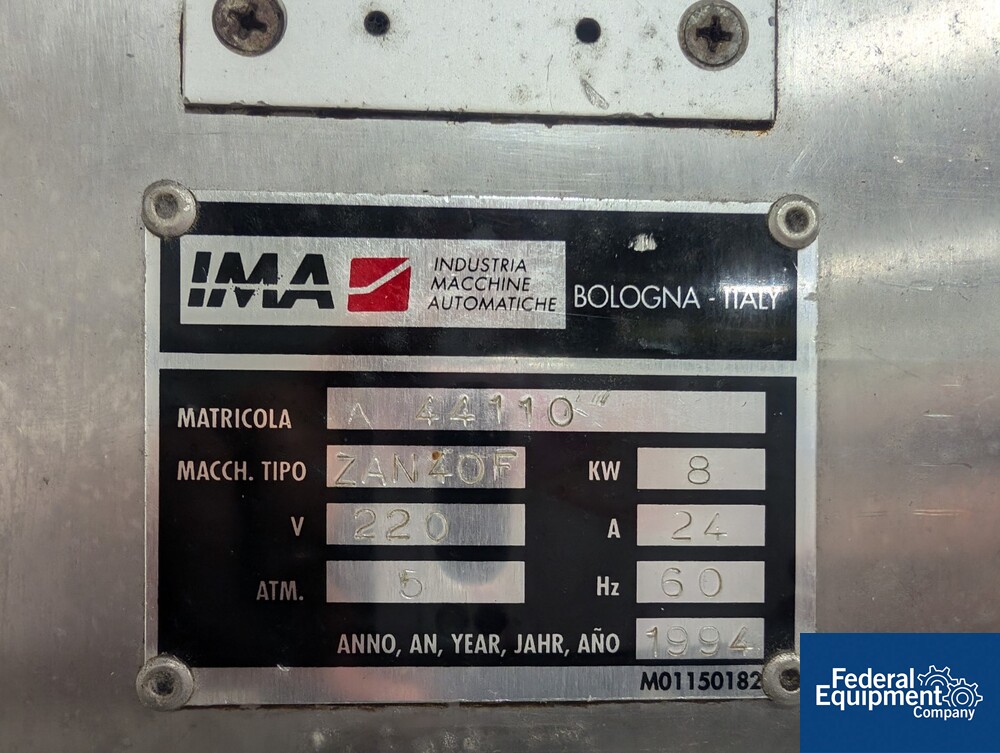 IMA
INDUSTRIA
MACCHINE
AUTOMATICHE
BOLOGNA - ITALY
MATRICOLA A 44110
MACCH. TIPO ZAN40F KW 8
V 220 A 24
ATM. 5 Hz 60
ANNO, AN, YEAR, JAHR, AÑO 1994
M01150182
Federal
Equipment
Company